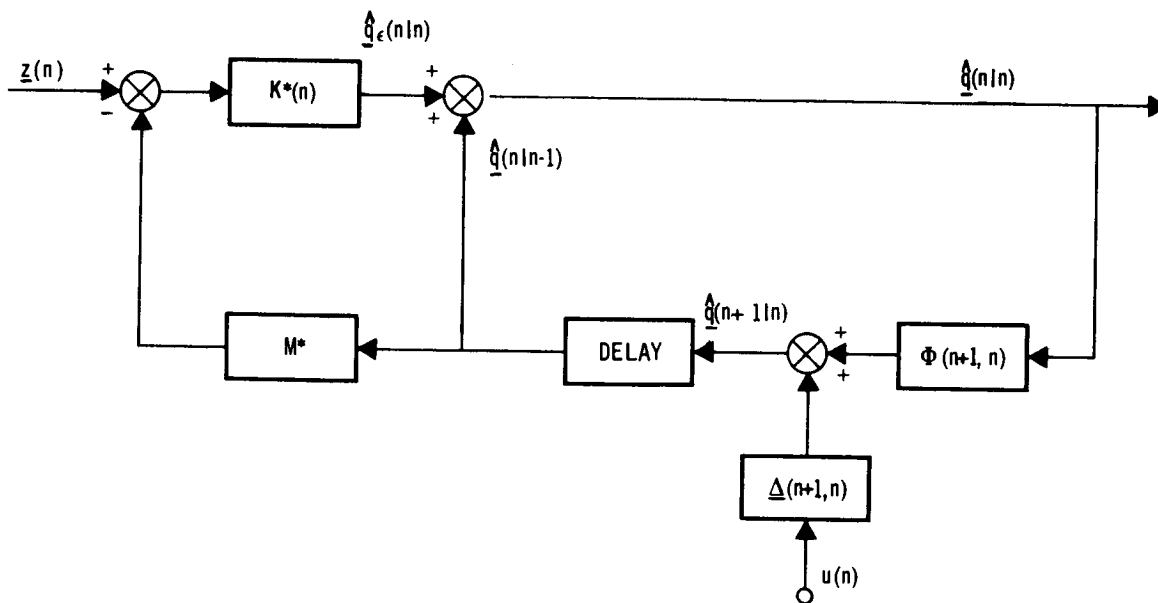 q̂ε(n|n)
z(n)
+
-
K*(n)
+
+
q̂(n|n)
q̂(n|n-1)
M*
DELAY
q̂(n+1|n)
+
+
Φ(n+1, n)
Δ(n+1,n)
u(n)